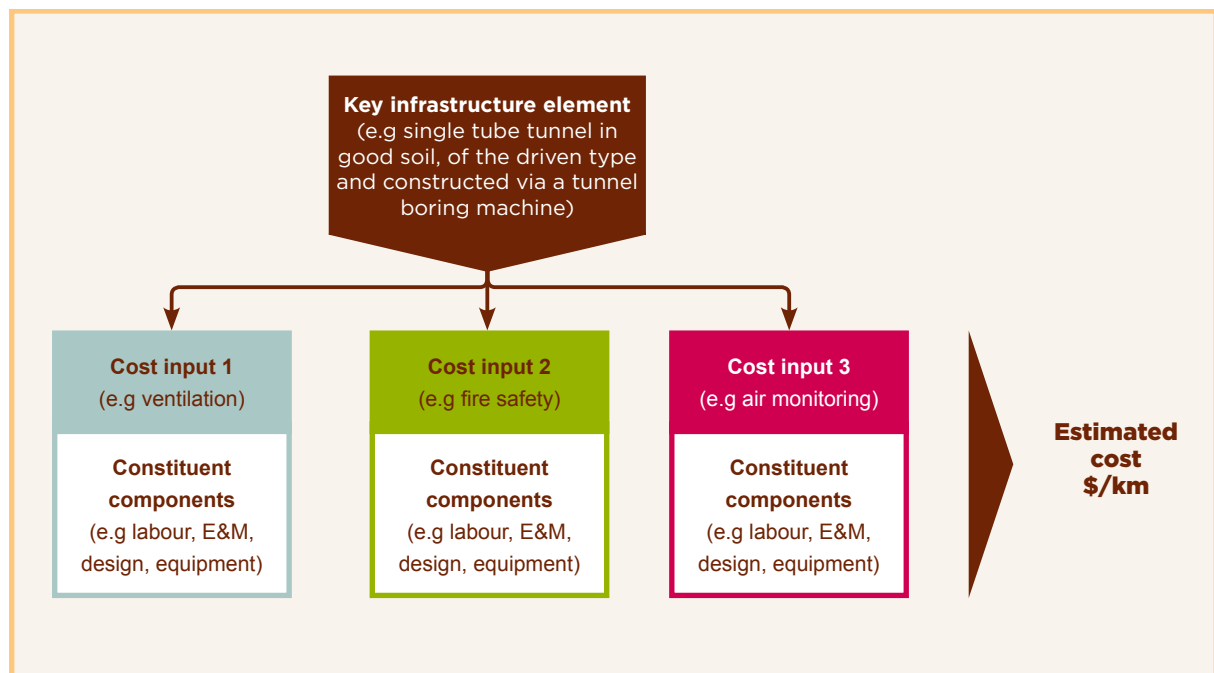 Key infrastructure element
(e.g single tube tunnel in
good soil, of the driven type
and constructed via a tunnel
boring machine)
Cost input 1
(e.g ventilation)
Constituent
components
(e.g labour, E&M,
design, equipment)
Cost input 2
(e.g fire safety)
Constituent
components
(e.g labour, E&M,
design, equipment)
Cost input 3
(e.g air monitoring)
Constituent
components
(e.g labour, E&M,
design, equipment)
Estimated
cost
$/km